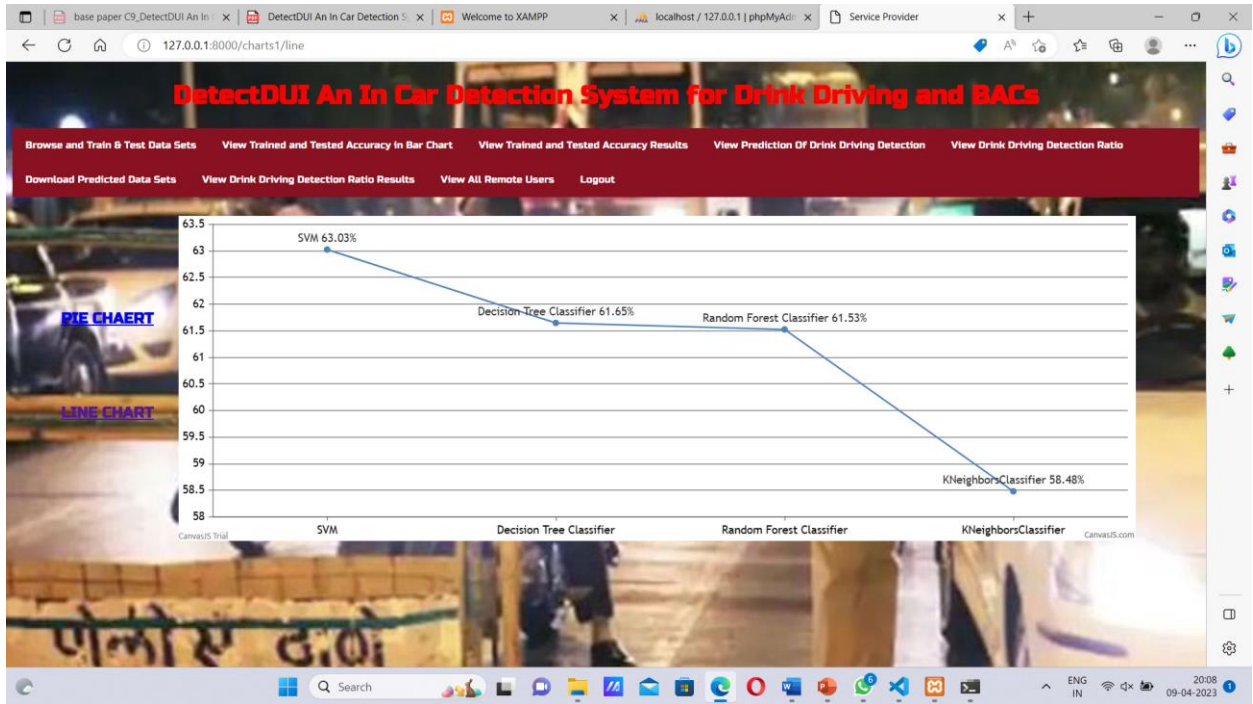 base paper C9_DetectDUI An In C
DetectDUI An In Car Detection S
Welcome to XAMPP
localhost / 127.0.0.1 | phpMyAdm
Service Provider
127.0.0.1:8000/charts1/line
DetectDUI An In Car Detection System for Drink Driving and BACs
Browse and Train & Test Data Sets
View Trained and Tested Accuracy in Bar Chart
View Trained and Tested Accuracy Results
View Prediction Of Drink Driving Detection
View Drink Driving Detection Ratio
Download Predicted Data Sets
View Drink Driving Detection Ratio Results
View All Remote Users
Logout
PIE CHAERT
LINE CHART
63.5
63
62.5
62
61.5
61
60.5
60
59.5
59
58.5
58
SVM 63.03%
Decision Tree Classifier 61.65%
Random Forest Classifier 61.53%
KNeighborsClassifier 58.48%
SVM
Decision Tree Classifier
Random Forest Classifier
KNeighborsClassifier
CanvasJS Trial
CanvasJS.com
Search
6
ENG
IN
20:08
09-04-2023
1